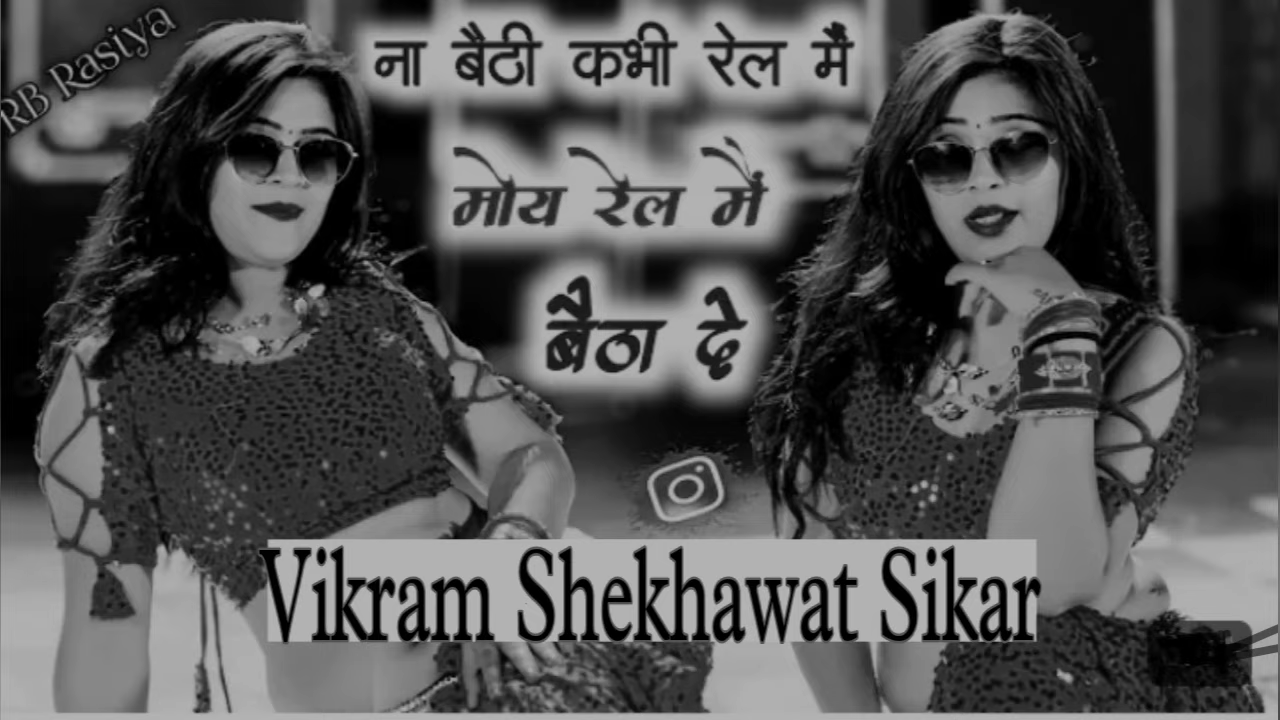 RB Rasiya
ना बैठी कभी रेल में
मोय रेल में
बैठा दे
Vikram Shekhawat Sikar